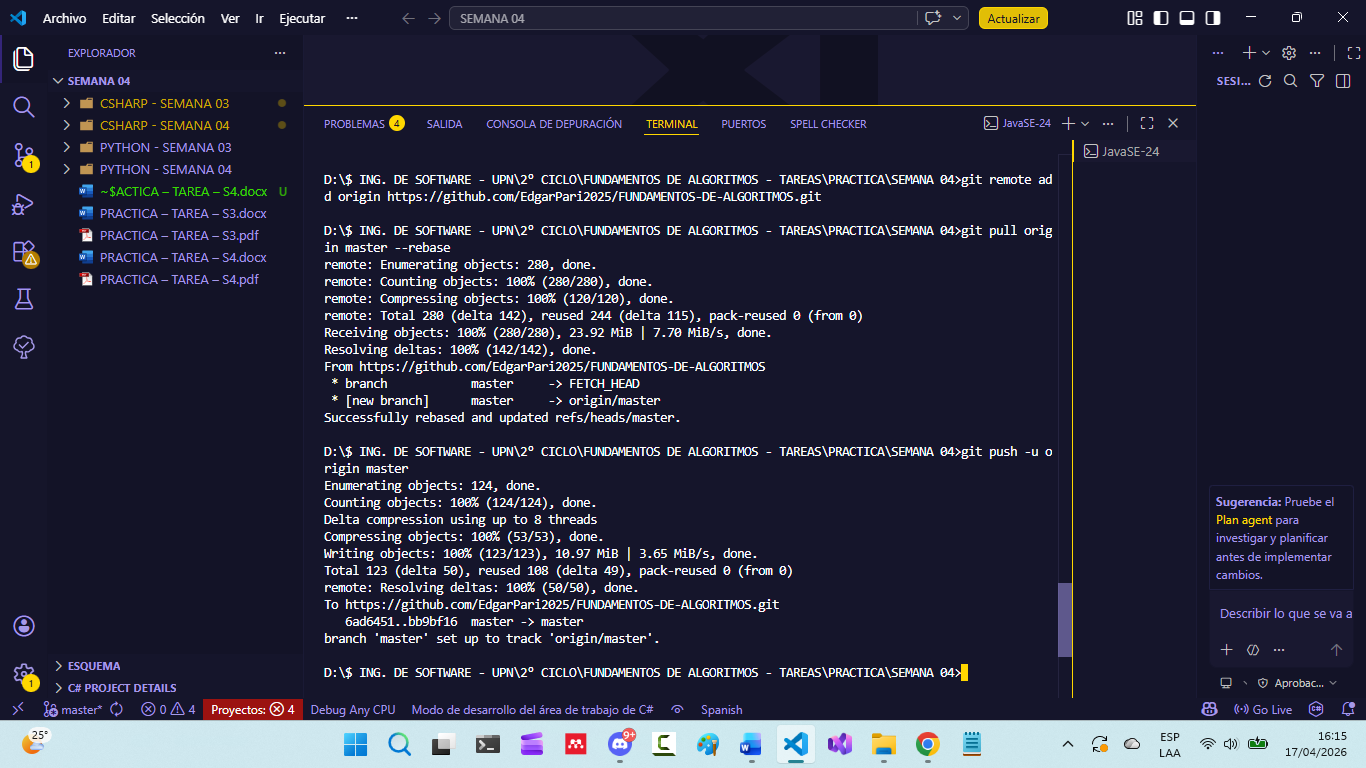 Archivo Editar Selección Ver Ir Ejecutar ···
SEMANA 04
Actualizar
EXPLORADOR
SEMANA 04
CSHARP - SEMANA 03
CSHARP - SEMANA 04
PYTHON - SEMANA 03
PYTHON - SEMANA 04
~$ACTICA – TAREA – S4.docx U
PRACTICA – TAREA – S3.docx
PRACTICA – TAREA – S3.pdf
PRACTICA – TAREA – S4.docx
PRACTICA – TAREA – S4.pdf
ESQUEMA
C# PROJECT DETAILS
1
1
PROBLEMAS 4 SALIDA CONSOLA DE DEPURACIÓN TERMINAL PUERTOS SPELL CHECKER
JavaSE-24
JavaSE-24
D:\$ ING. DE SOFTWARE - UPN\2º CICLO\FUNDAMENTOS DE ALGORITMOS - TAREAS\PRACTICA\SEMANA 04>git remote ad
d origin https://github.com/EdgarPari2025/FUNDAMENTOS-DE-ALGORITMOS.git
D:\$ ING. DE SOFTWARE - UPN\2º CICLO\FUNDAMENTOS DE ALGORITMOS - TAREAS\PRACTICA\SEMANA 04>git pull orig
in master --rebase
remote: Enumerating objects: 280, done.
remote: Counting objects: 100% (280/280), done.
remote: Compressing objects: 100% (120/120), done.
remote: Total 280 (delta 142), reused 244 (delta 115), pack-reused 0 (from 0)
Receiving objects: 100% (280/280), 23.92 MiB | 7.70 MiB/s, done.
Resolving deltas: 100% (142/142), done.
From https://github.com/EdgarPari2025/FUNDAMENTOS-DE-ALGORITMOS
* branch master -> FETCH_HEAD
* [new branch] master -> origin/master
Successfully rebased and updated refs/heads/master.
D:\$ ING. DE SOFTWARE - UPN\2º CICLO\FUNDAMENTOS DE ALGORITMOS - TAREAS\PRACTICA\SEMANA 04>git push -u o
rigin master
Enumerating objects: 124, done.
Counting objects: 100% (124/124), done.
Delta compression using up to 8 threads
Compressing objects: 100% (53/53), done.
Writing objects: 100% (123/123), 10.97 MiB | 3.65 MiB/s, done.
Total 123 (delta 50), reused 108 (delta 49), pack-reused 0 (from 0)
remote: Resolving deltas: 100% (50/50), done.
To https://github.com/EdgarPari2025/FUNDAMENTOS-DE-ALGORITMOS.git
6ad6451..bb9bf16 master -> master
branch 'master' set up to track 'origin/master'.
D:\$ ING. DE SOFTWARE - UPN\2º CICLO\FUNDAMENTOS DE ALGORITMOS - TAREAS\PRACTICA\SEMANA 04>
SESI...
Sugerencia: Pruebe el
Plan agent para
investigar y planificar
antes de implementar
cambios.
Describir lo que se va a
Aprobac...
master* 0 4 Proyectos: 4 Debug Any CPU Modo de desarrollo del área de trabajo de C# Spanish Go Live
25°
9+
ESP
LAA
16:15
17/04/2026